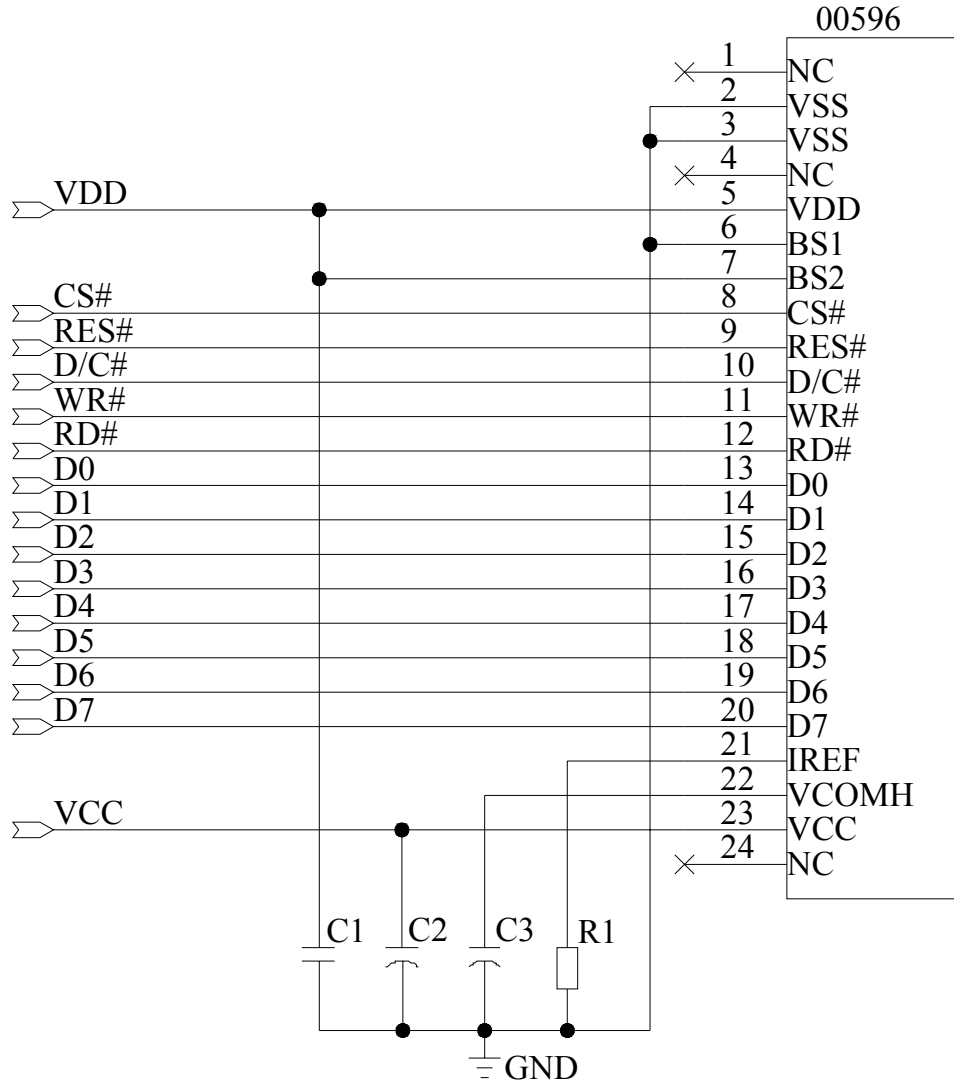 00596
1 NC
2 VSS
3 VSS
4 NC
VDD 5 VDD
6 BS1
7 BS2
CS# 8 CS#
RES# 9 RES#
D/C# 10 D/C#
WR# 11 WR#
RD# 12 RD#
D0 13 D0
D1 14 D1
D2 15 D2
D3 16 D3
D4 17 D4
D5 18 D5
D6 19 D6
D7 20 D7
21 IREF
22 VCOMH
VCC 23 VCC
24 NC
C1 C2 C3 R1
GND